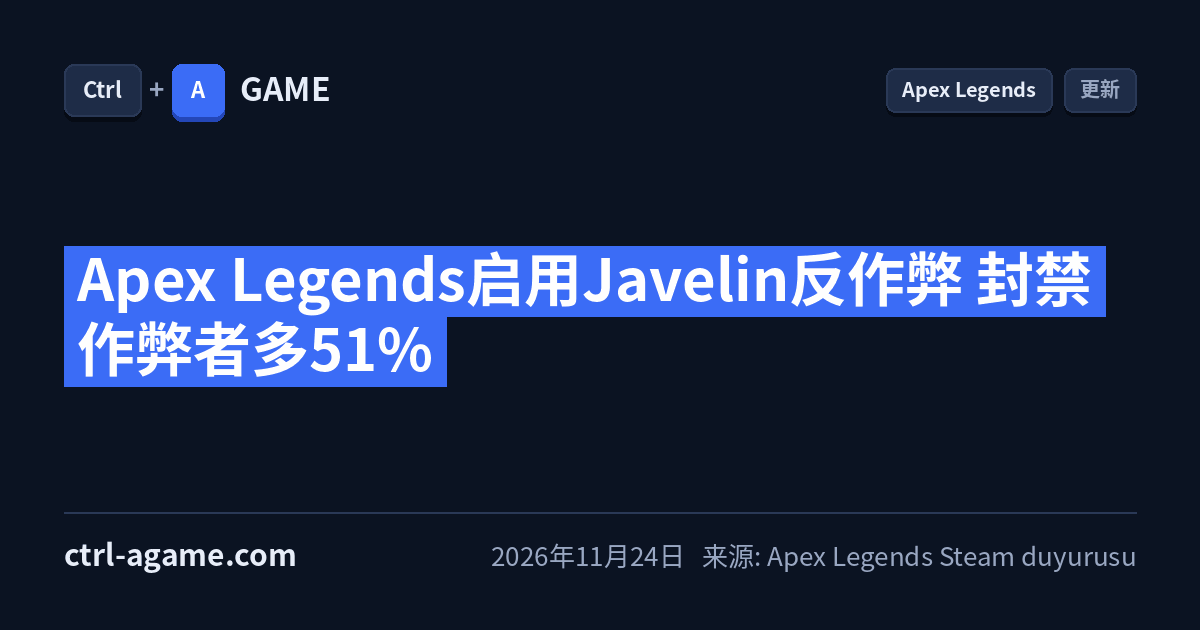 Ctrl + A GAME
Apex Legends 更新
Apex Legends启用Javelin反作弊 封禁
作弊者多51%
ctrl-agame.com
2026年11月24日 来源: Apex Legends Steam duyurusu